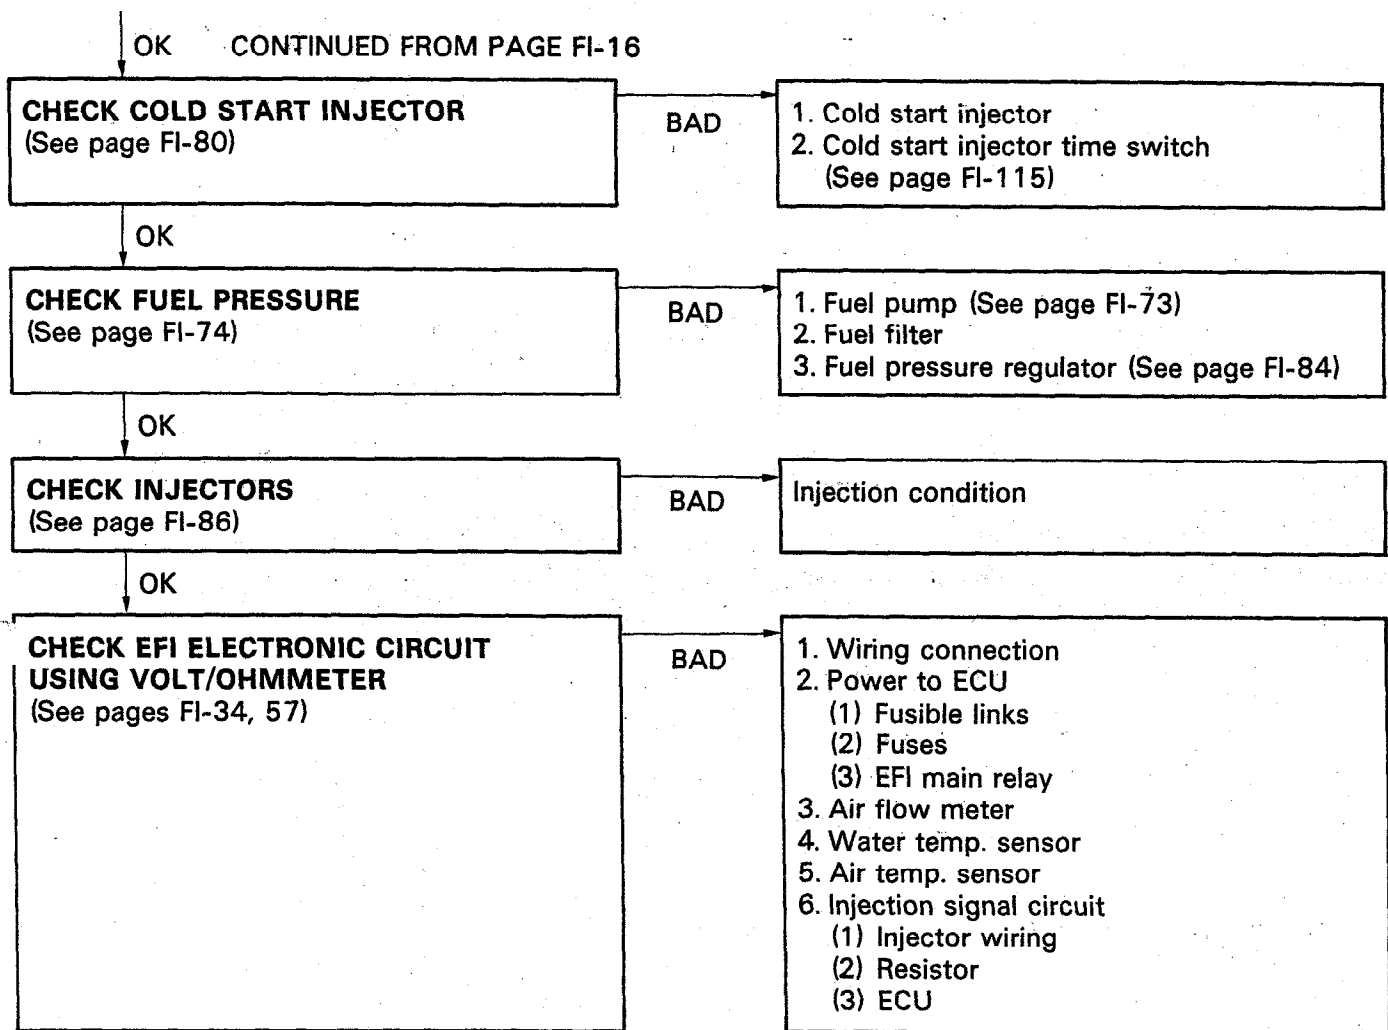 OK CONTINUED FROM PAGE FI-16
CHECK COLD START INJECTOR
(See page FI-80)
BAD
1. Cold start injector
2. Cold start injector time switch
(See page FI-115)
OK
CHECK FUEL PRESSURE
(See page FI-74)
BAD
1. Fuel pump (See page FI-73)
2. Fuel filter
3. Fuel pressure regulator (See page FI-84)
OK
CHECK INJECTORS
(See page FI-86)
BAD
Injection condition
OK
CHECK EFI ELECTRONIC CIRCUIT
USING VOLT/OHMMETER
(See pages FI-34, 57)
BAD
1. Wiring connection
2. Power to ECU
(1) Fusible links
(2) Fuses
(3) EFI main relay
3. Air flow meter
4. Water temp. sensor
5. Air temp. sensor
6. Injection signal circuit
(1) Injector wiring
(2) Resistor
(3) ECU